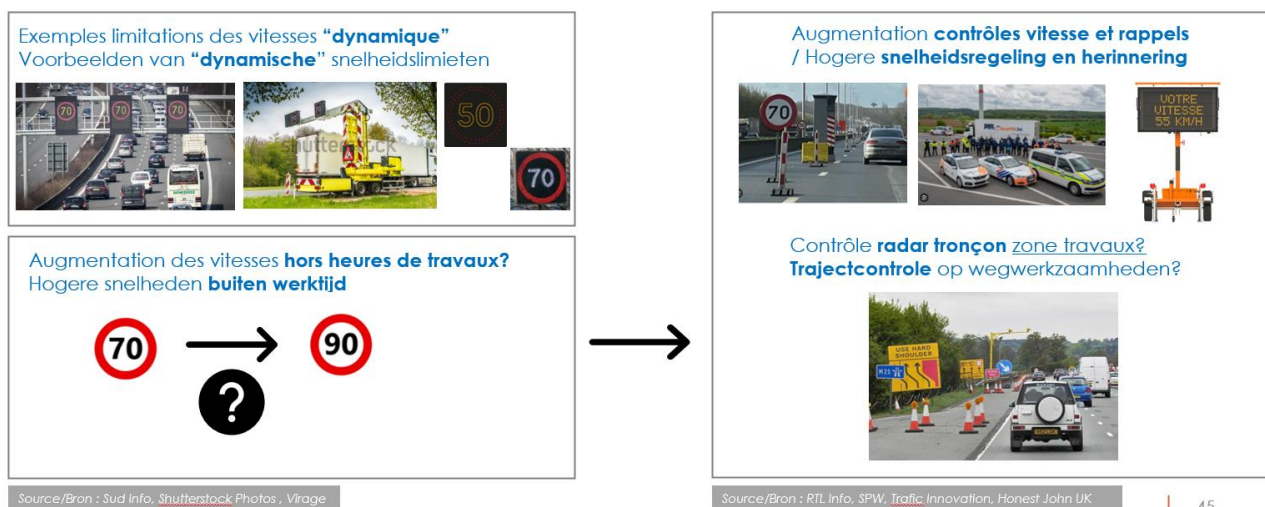 Exemples limitations des vitesses “dynamique”
Voorbeelden van “dynamische” snelheidslimieten
70
70
70
shutterstock
50
70
Augmentation des vitesses hors heures de travaux?
Hogere snelheden buiten werktijd
70
90
?
Source/Bron : Sud Info, Shutterstock Photos , Virage
Augmentation contrôles vitesse et rappels
/ Hogere snelheidsregeling en herinnering
70
VOTRE
VITESSE
55 KM/H
Contrôle radar tronçon zone travaux?
Trajectcontrole op wegwerkzaamheden?
USE HARD
SHOULDER
M25
Source/Bron : RTL Info, SPW, Trafic Innovation, Honest John UK
45